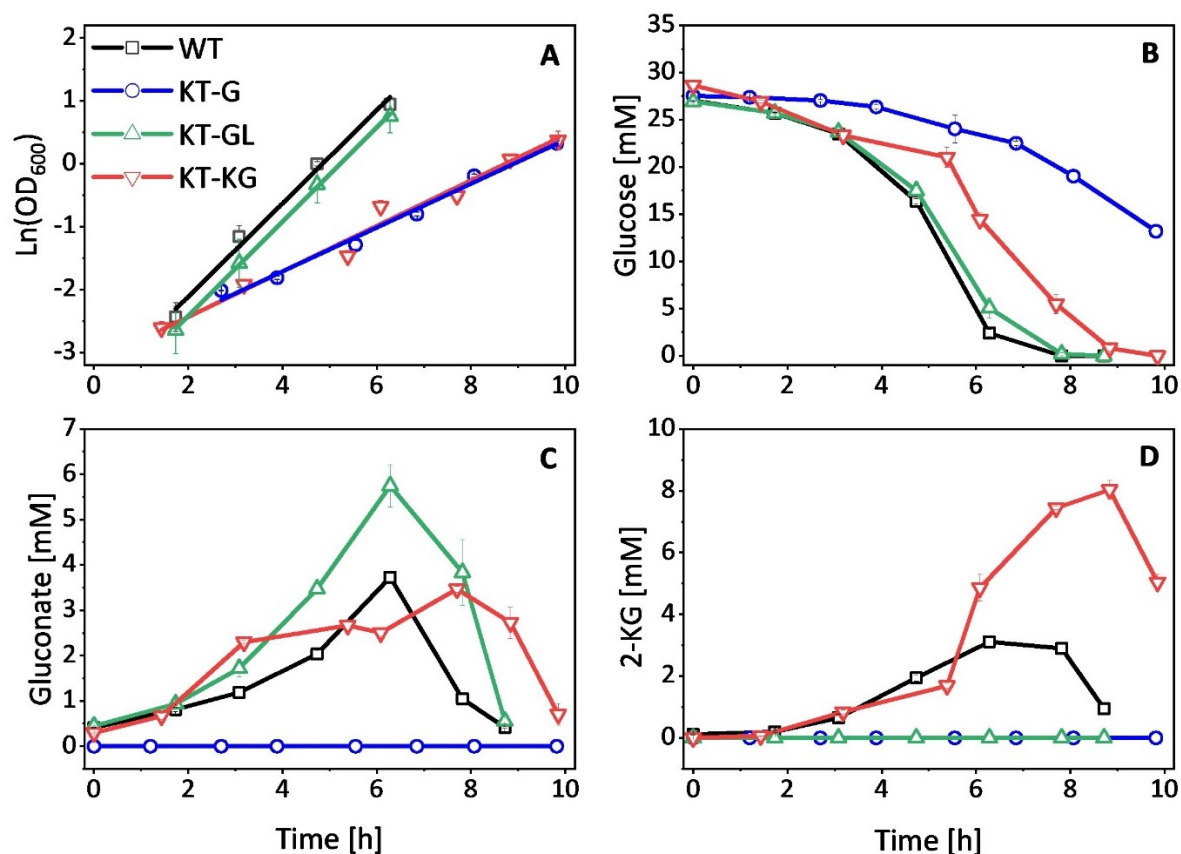 A
WT
KT-G
KT-GL
KT-KG
Ln(OD600)
2
1
0
-1
-2
-3
0 2 4 6 8 10
B
Glucose [mM]
35
30
25
20
15
10
5
0
0 2 4 6 8 10
C
Gluconate [mM]
7
6
5
4
3
2
1
0
0 2 4 6 8 10
Time [h]
D
2-KG [mM]
10
8
6
4
2
0
0 2 4 6 8 10
Time [h]